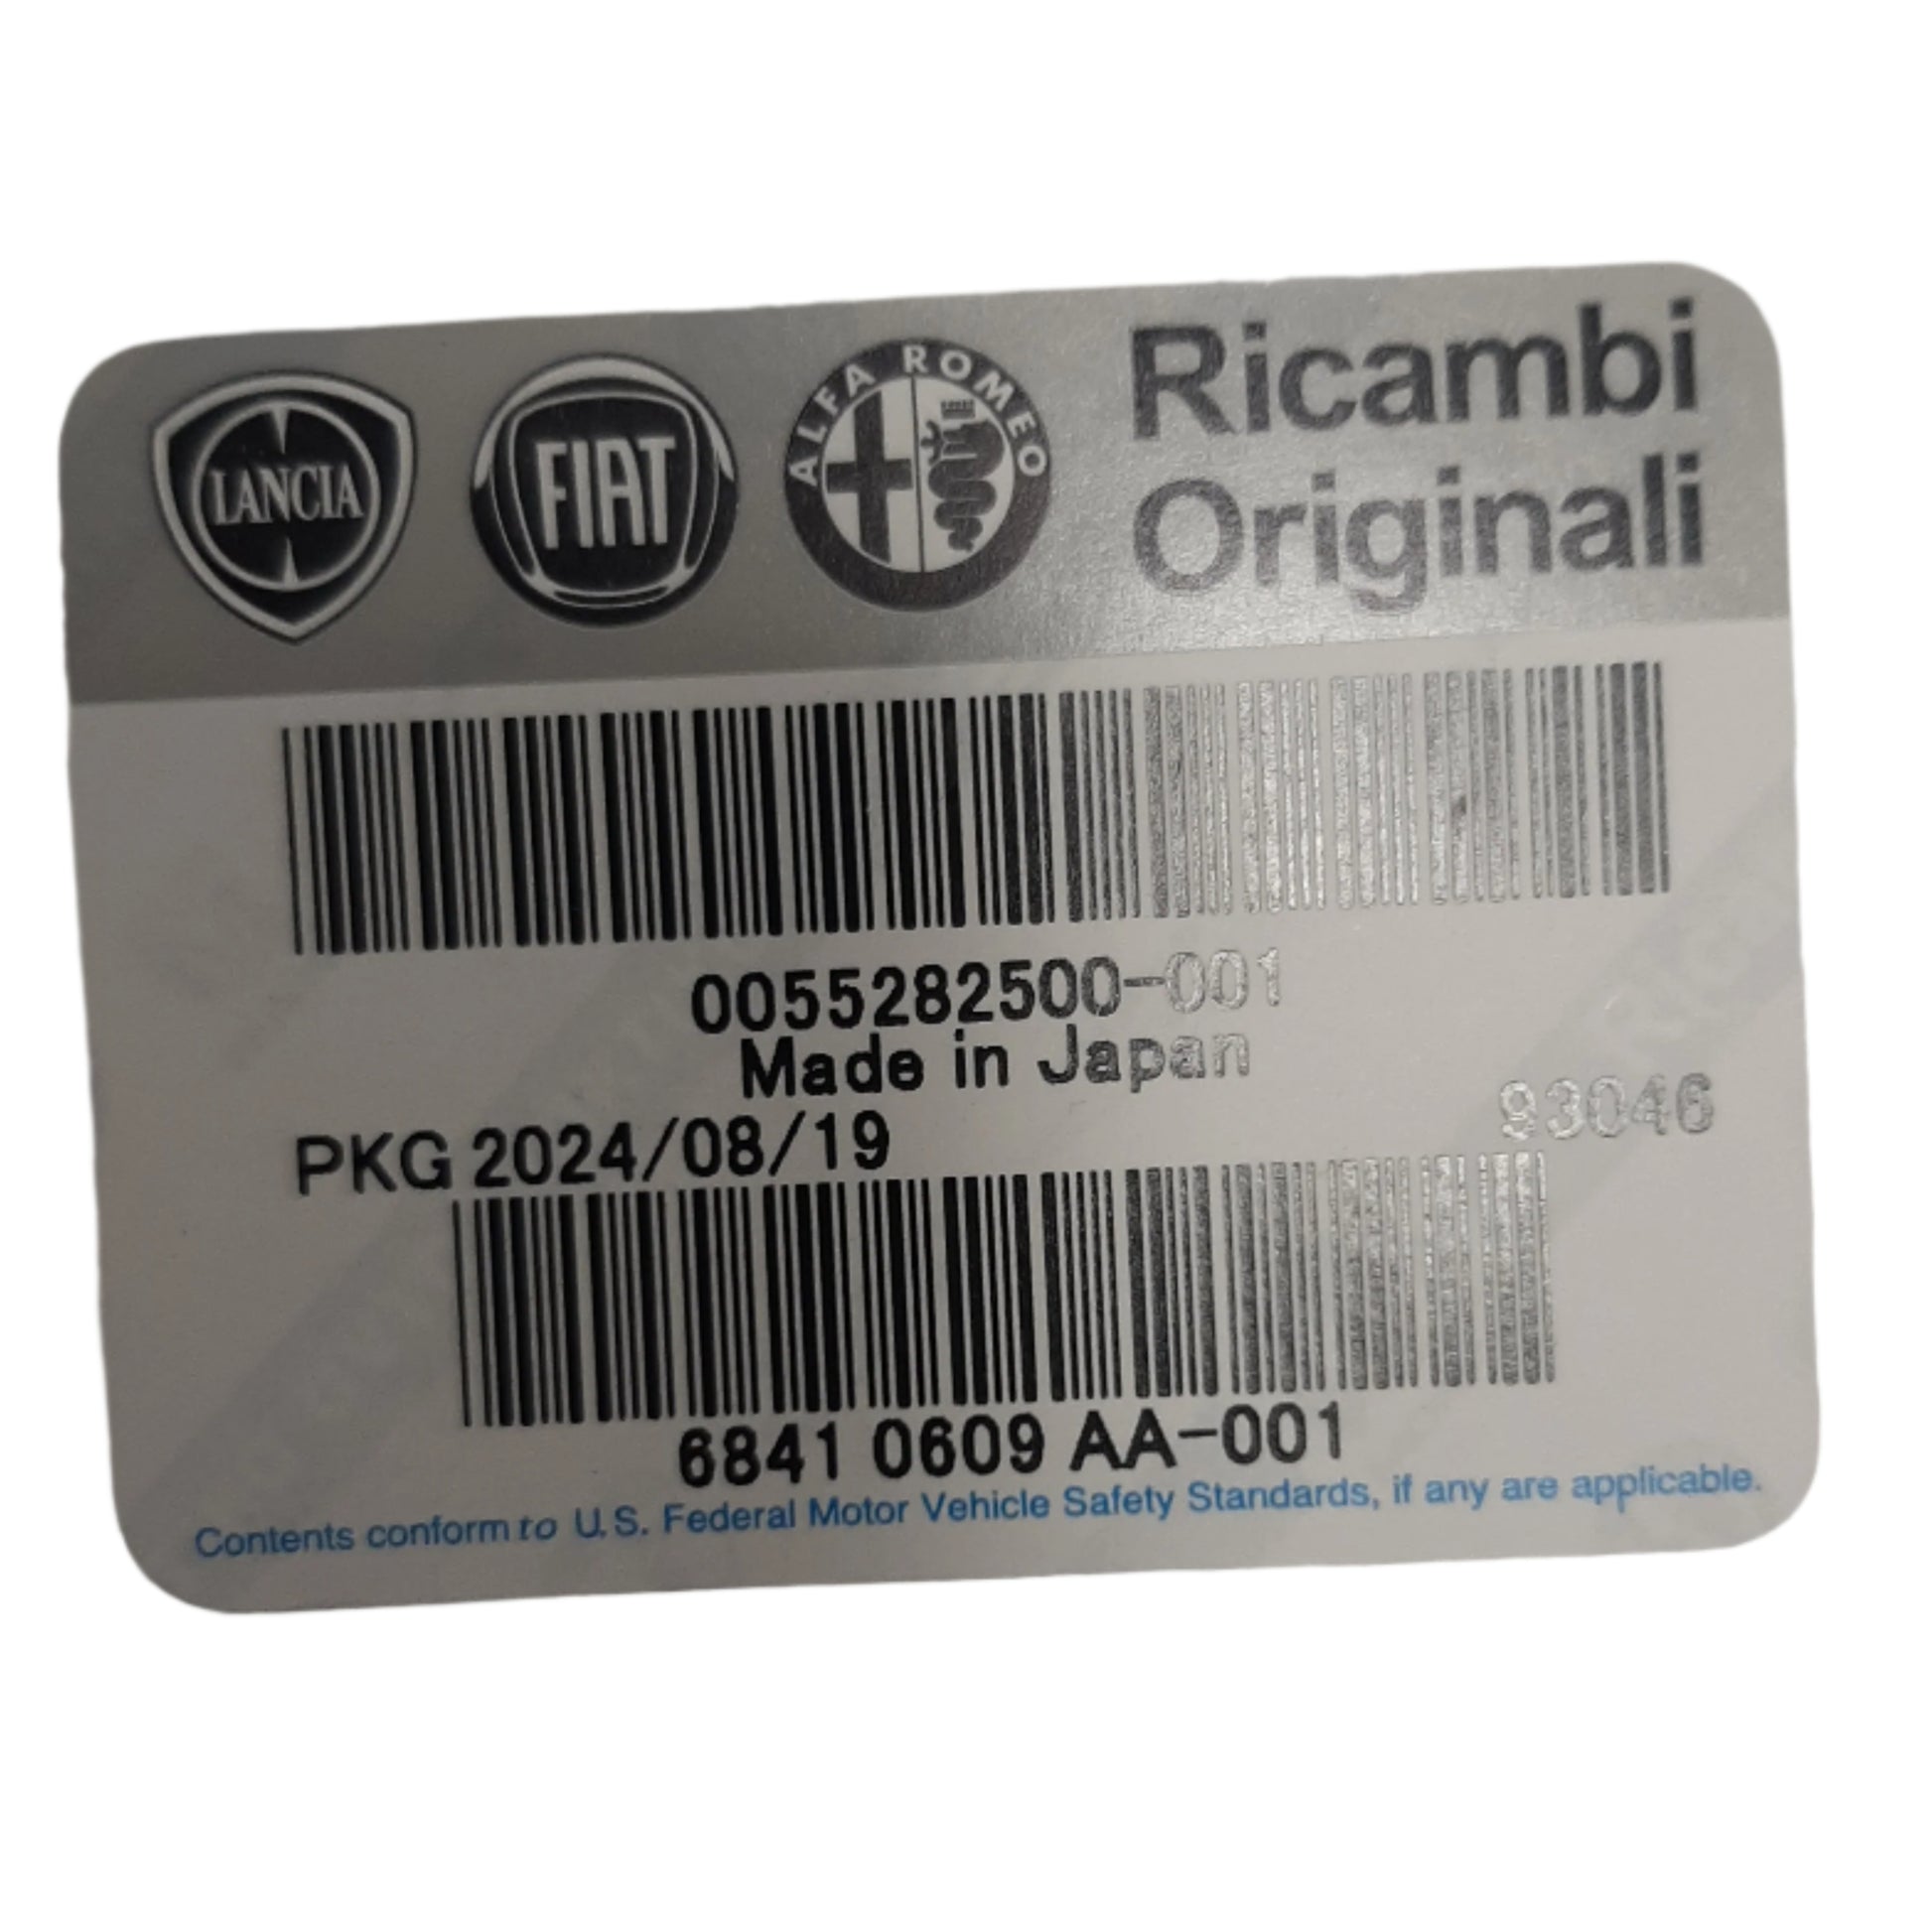 LANCIA
FIAT
ALFA ROMEO
Ricambi
Originali
0055282500-001
Made in Japan
93046
PKG 2024/08/19
6841 0609 AA-001
Contents conform to U.S. Federal Motor Vehicle Safety Standards, if any are applicable.